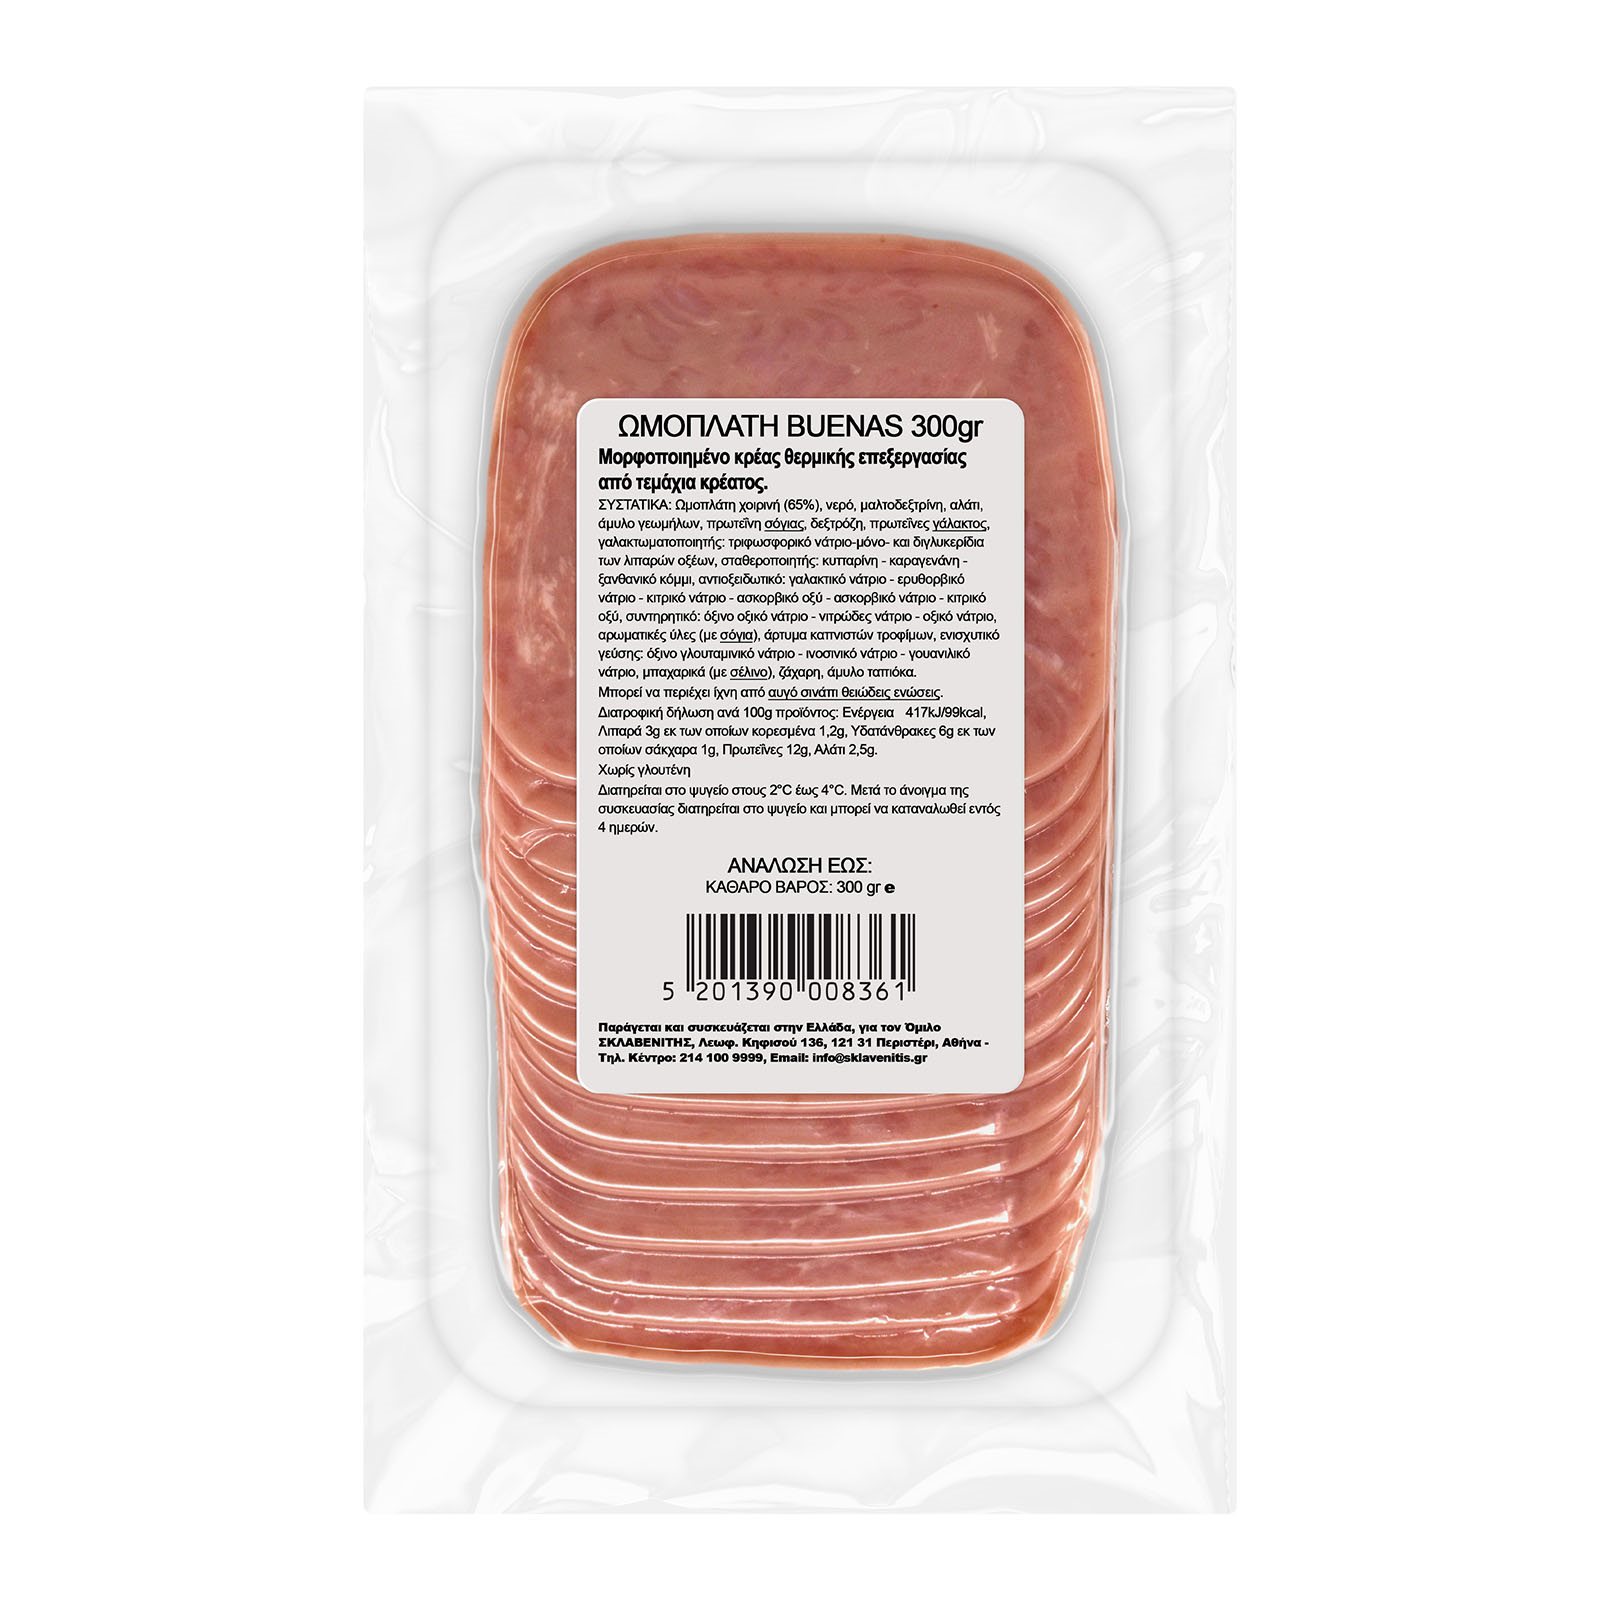 ΩΜΟΠΛΑΤΗ BUENAS 300gr
Μορφοποιημένο κρέας θερμικής επεξεργασίας
από τεμάχια κρέατος.
ΣΥΣΤΑΤΙΚΑ: Ωμοπλάτη χοιρινή (65%), νερό, μαλτοδεξτρίνη, αλάτι,
άμυλο γεωμήλων, πρωτεΐνη σόγιας, δεξτρόζη, πρωτεΐνες γάλακτος,
γαλακτωματοποιητής: τριφωσφορικό νάτριο-μόνο- και διγλυκερίδια
των λιπαρών οξέων, σταθεροποιητής: κυτταρίνη - καραγενάνη -
ξανθανικό κόμμι, αντιοξειδωτικό: γαλακτικό νάτριο - ερυθορβικό
νάτριο - κιτρικό νάτριο - ασκορβικό οξύ - ασκορβικό νάτριο - κιτρικό
οξύ, συντηρητικό: όξινο οξικό νάτριο - νιτρώδες νάτριο - οξικό νάτριο,
αρωματικές ύλες (με σόγια), άρτυμα καπνιστών τροφίμων, ενισχυτικό
γεύσης: όξινο γλουταμινικό νάτριο - ινοσινικό νάτριο - γουανιλικό
νάτριο, μπαχαρικά (με σέλινο), ζάχαρη, άμυλο ταπιόκα.
Μπορεί να περιέχει ίχνη από αυγό σινάπι θειώδεις ενώσεις.
Διατροφική δήλωση ανά 100g προϊόντος: Ενέργεια 417kJ/99kcal,
Λιπαρά 3g εκ των οποίων κορεσμένα 1,2g, Υδατάνθρακες 6g εκ των
οποίων σάκχαρα 1g, Πρωτεΐνες 12g, Αλάτι 2,5g.
Χωρίς γλουτένη
Διατηρείται στο ψυγείο στους 2°C έως 4°C. Μετά το άνοιγμα της
συσκευασίας διατηρείται στο ψυγείο και μπορεί να καταναλωθεί εντός
4 ημερών.
ΑΝΑΛΩΣΗ ΕΩΣ:
ΚΑΘΑΡΟ ΒΑΡΟΣ: 300 gr e
5 201390 008361
Παράγεται και συσκευάζεται στην Ελλάδα, για τον Όμιλο
ΣΚΛΑΒΕΝΙΤΗΣ, Λεωφ. Κηφισού 136, 121 31 Περιστέρι, Αθήνα -
Τηλ. Κέντρο: 214 100 9999, Email: info@sklavenitis.gr